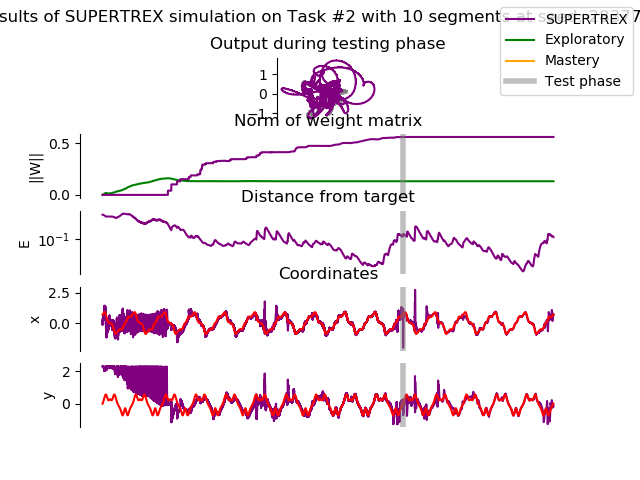 sults of SUPERTREX simulation on Task #2 with 10 segments
SUPERTREX
Exploratory
Mastery
Test phase
Output during testing phase
1
0
−1
Norm of weight matrix
||W||
0.5
0.0
Distance from target
E
10⁻¹
Coordinates
x
2.5
0.0
y
2
0